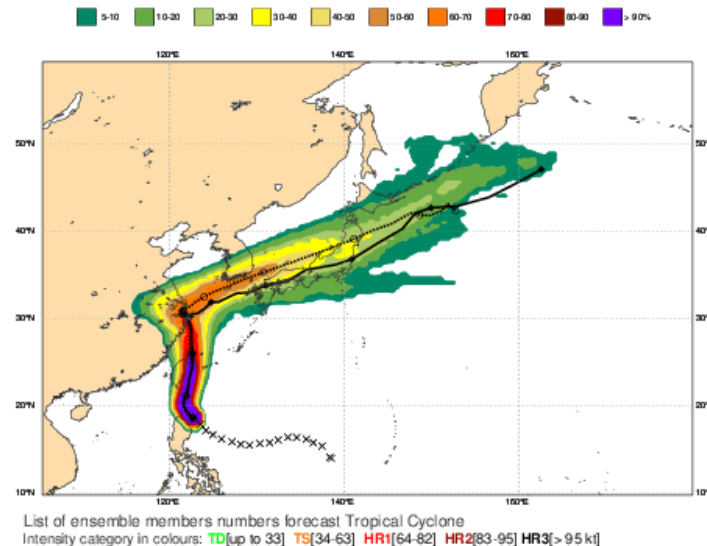 5-10 10-20 20-30 30-40 40-50 50-60 60-70 70-80 80-90 > 90%
120°E 140°E 160°E
50°N 50°N
40°N 40°N
30°N 30°N
20°N 20°N
10°N 10°N
120°E 140°E 160°E
List of ensemble members numbers forecast Tropical Cyclone
Intensity category in colours: TD[up to 33] TS[34-63] HR1[64-82] HR2[83-95] HR3[> 95 kt]